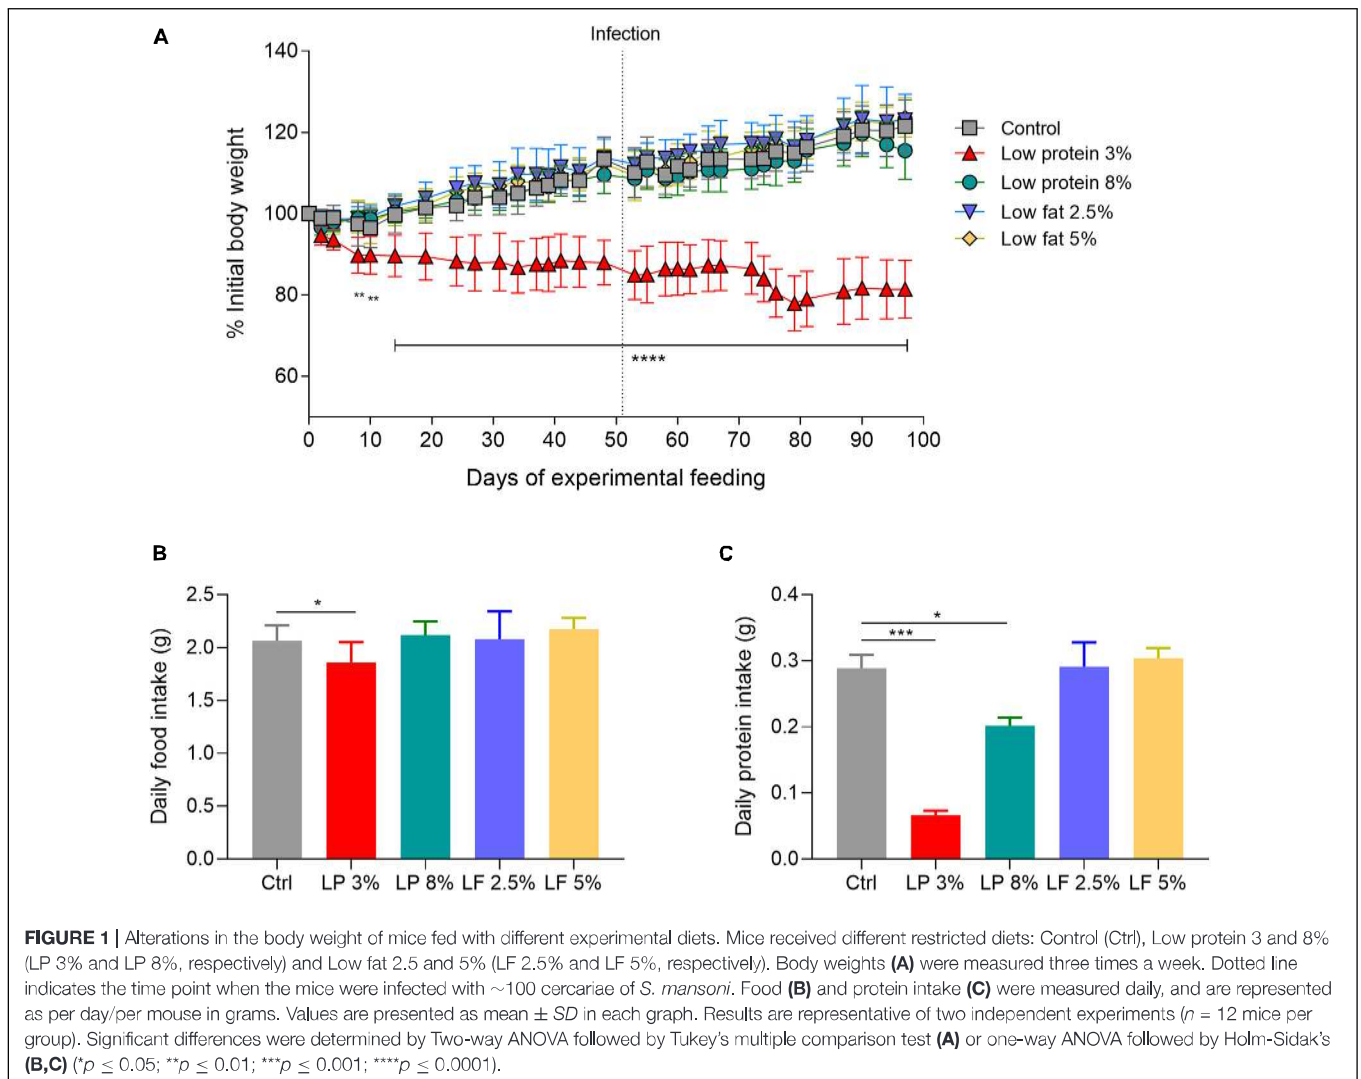 A
Infection
140
120
100
80
60
% Initial body weight
** **
****
0 10 20 30 40 50 60 70 80 90 100
Days of experimental feeding
Control
Low protein 3%
Low protein 8%
Low fat 2.5%
Low fat 5%
B
2.5
2.0
1.5
1.0
0.5
0.0
Daily food intake (g)
*
Ctrl LP 3% LP 8% LF 2.5% LF 5%
C
0.4
0.3
0.2
0.1
0.0
Daily protein intake (g)
*
***
Ctrl LP 3% LP 8% LF 2.5% LF 5%
FIGURE 1 | Alterations in the body weight of mice fed with different experimental diets. Mice received different restricted diets: Control (Ctrl), Low protein 3 and 8%
(LP 3% and LP 8%, respectively) and Low fat 2.5 and 5% (LF 2.5% and LF 5%, respectively). Body weights (A) were measured three times a week. Dotted line
indicates the time point when the mice were infected with ∼100 cercariae of S. mansoni. Food (B) and protein intake (C) were measured daily, and are represented
as per day/per mouse in grams. Values are presented as mean ± SD in each graph. Results are representative of two independent experiments (n = 12 mice per
group). Significant differences were determined by Two-way ANOVA followed by Tukey's multiple comparison test (A) or one-way ANOVA followed by Holm-Sidak's
(B,C) (*p ≤ 0.05; **p ≤ 0.01; ***p ≤ 0.001; ****p ≤ 0.0001).